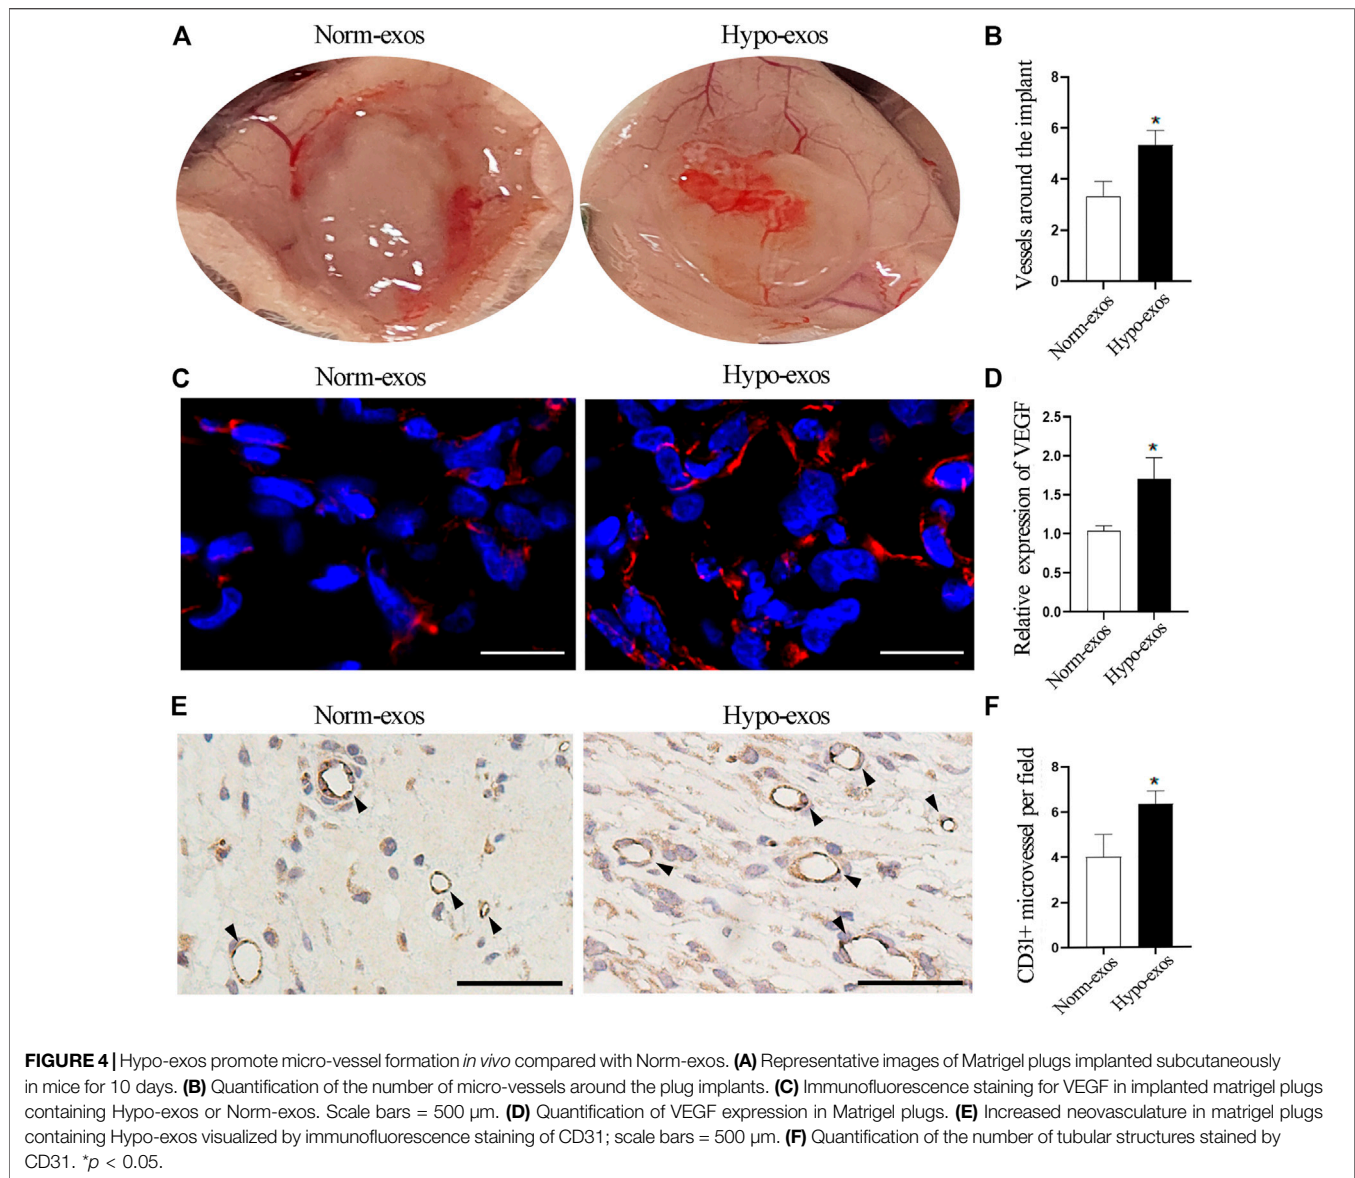 A
Norm-exos
Hypo-exos
B
Vessels around the implant
8
6
4
2
0
*
Norm-exos
Hypo-exos
C
Norm-exos
Hypo-exos
D
Relative expression of VEGF
2.5
2.0
1.5
1.0
0.5
0.0
*
Norm-exos
Hypo-exos
E
Norm-exos
Hypo-exos
F
CD31+ microvessel per field
8
6
4
2
0
*
Norm-exos
Hypo-exos
FIGURE 4 | Hypo-exos promote micro-vessel formation in vivo compared with Norm-exos. (A) Representative images of Matrigel plugs implanted subcutaneously
in mice for 10 days. (B) Quantification of the number of micro-vessels around the plug implants. (C) Immunofluorescence staining for VEGF in implanted matrigel plugs
containing Hypo-exos or Norm-exos. Scale bars = 500 μm. (D) Quantification of VEGF expression in Matrigel plugs. (E) Increased neovasculature in matrigel plugs
containing Hypo-exos visualized by immunofluorescence staining of CD31; scale bars = 500 μm. (F) Quantification of the number of tubular structures stained by
CD31. *p < 0.05.